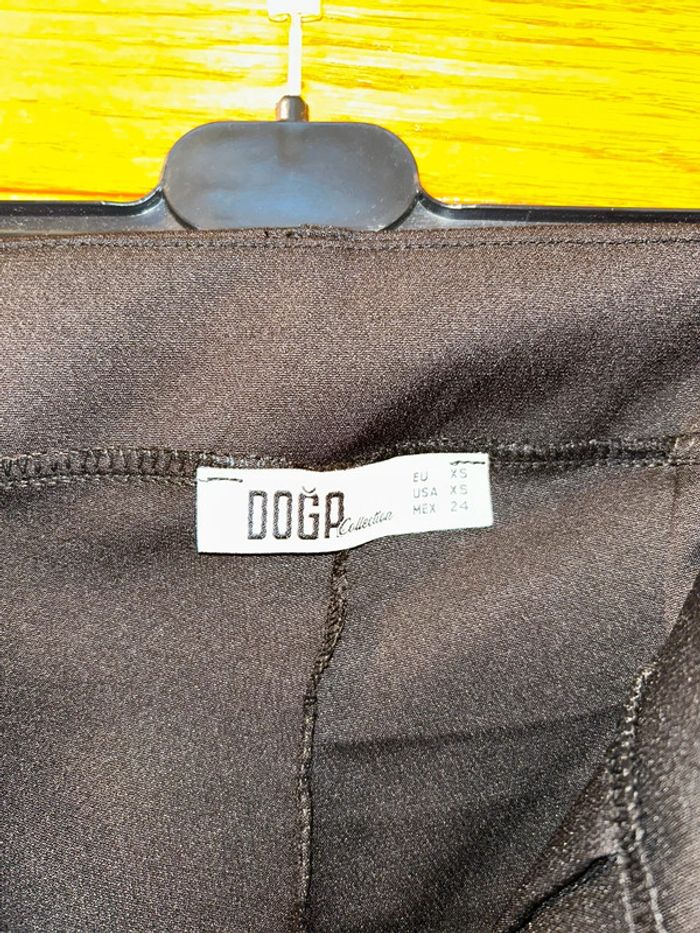 DOĞP Collection
EU XS
USA XS
MEX 24